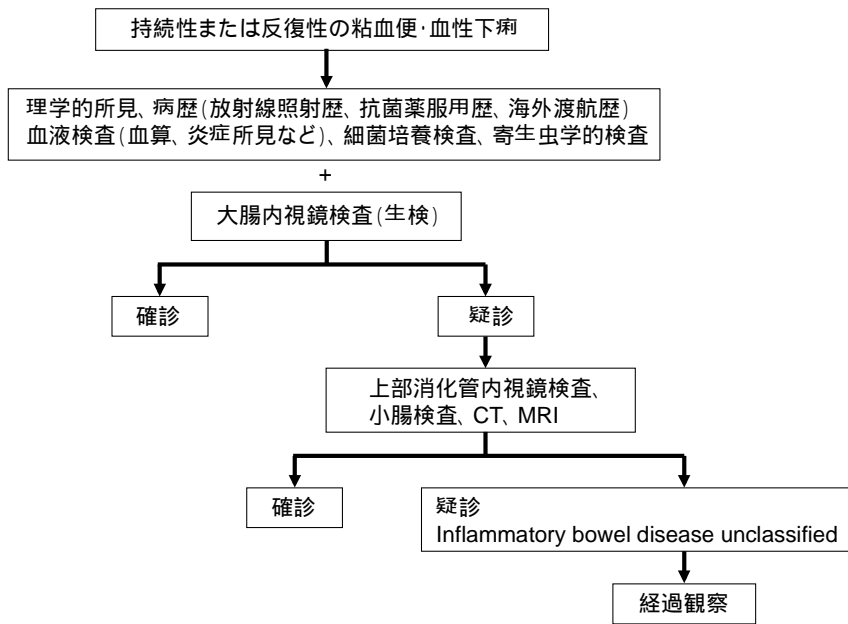 持続性または反復性の粘血便･血性下痢
理学的所見、病歴(放射線照射歴、抗菌薬服用歴、海外渡航歴)
血液検査(血算、炎症所見など)、細菌培養検査、寄生虫学的検査
+
大腸内視鏡検査(生検)
確診
疑診
上部消化管内視鏡検査、
小腸検査、CT、MRI
確診
疑診
Inflammatory bowel disease unclassified
経過観察